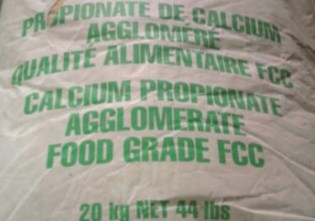 PROPIONATE DE CALCIUM
AGGLOMÉRÉ
QUALITÉ ALIMENTAIRE FCC
CALCIUM PROPIONATE
AGGLOMERATE
FOOD GRADE FCC
20 kg NET 44 lbs